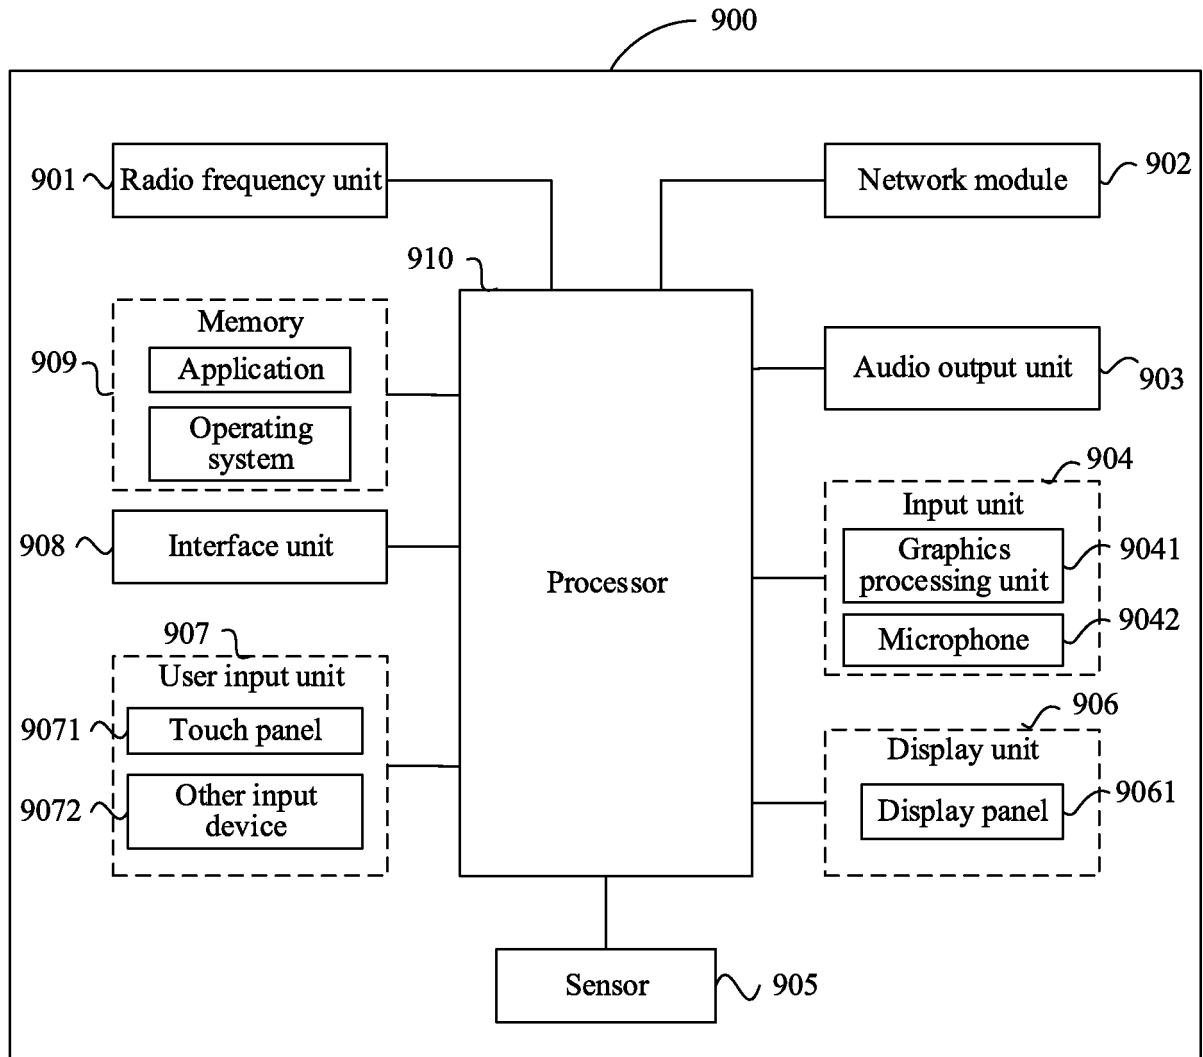 900
901
Radio frequency unit
Network module
902
910
Memory
909
Application
Operating
system
Audio output unit
903
904
Input unit
908
Interface unit
Graphics
processing unit
9041
Processor
Microphone
9042
907
User input unit
9071
Touch panel
9072
Other input
device
906
Display unit
Display panel
9061
Sensor
905